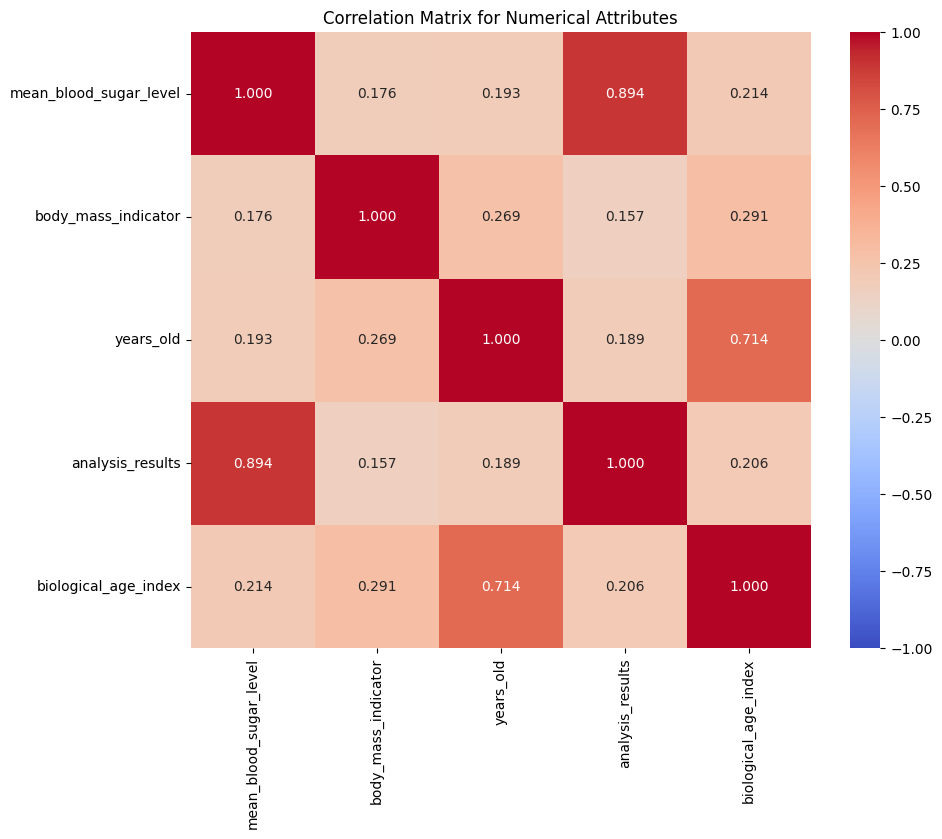 Correlation Matrix for Numerical Attributes
mean_blood_sugar_level 1.000 0.176 0.193 0.894 0.214
body_mass_indicator 0.176 1.000 0.269 0.157 0.291
years_old 0.193 0.269 1.000 0.189 0.714
analysis_results 0.894 0.157 0.189 1.000 0.206
biological_age_index 0.214 0.291 0.714 0.206 1.000
mean_blood_sugar_level
body_mass_indicator
years_old
analysis_results
biological_age_index
1.00
0.75
0.50
0.25
0.00
−0.25
−0.50
−0.75
−1.00